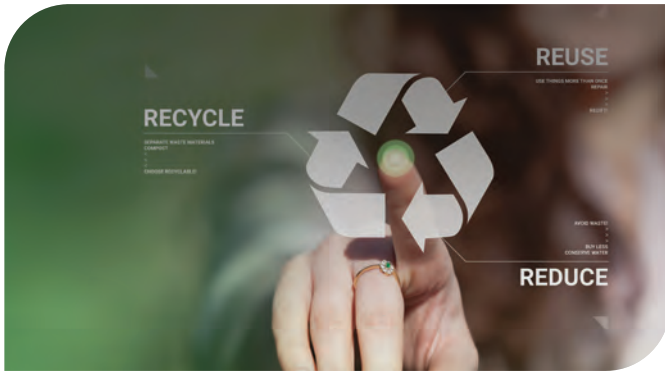 REUSE
USE THINGS MORE THAN ONCE
REPAIR
RECYCLE
SEPARATE WASTE MATERIALS
COMPOST
CHOOSE RECYCLABLE!
AVOID WASTE!
BUY LESS
CONSERVE WATER
REDUCE